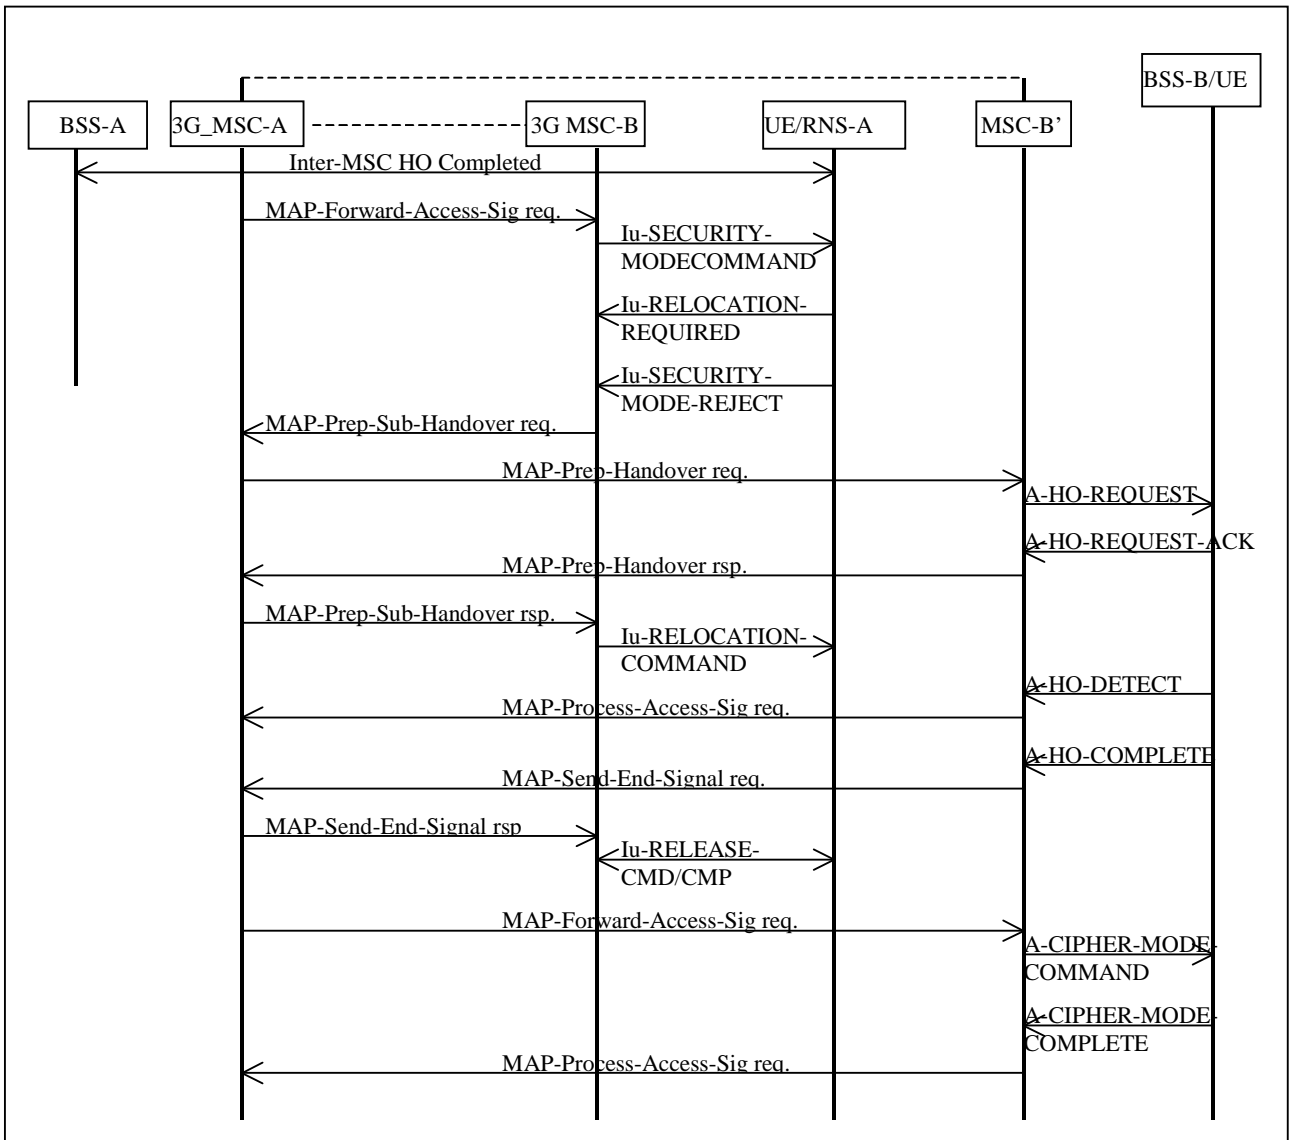 BSS-B/UE
BSS-A
3G_MSC-A
3G MSC-B
UE/RNS-A
MSC-B’
Inter-MSC HO Completed
MAP-Forward-Access-Sig req.
Iu-SECURITY-
MODECOMMAND
Iu-RELOCATION-
REQUIRED
Iu-SECURITY-
MODE-REJECT
MAP-Prep-Sub-Handover req.
MAP-Prep-Handover req.
A-HO-REQUEST
A-HO-REQUEST-ACK
MAP-Prep-Handover rsp.
MAP-Prep-Sub-Handover rsp.
Iu-RELOCATION-
COMMAND
A-HO-DETECT
MAP-Process-Access-Sig req.
A-HO-COMPLETE
MAP-Send-End-Signal req.
MAP-Send-End-Signal rsp
Iu-RELEASE-
CMD/CMP
MAP-Forward-Access-Sig req.
A-CIPHER-MODE-
COMMAND
A-CIPHER-MODE-
COMPLETE
MAP-Process-Access-Sig req.